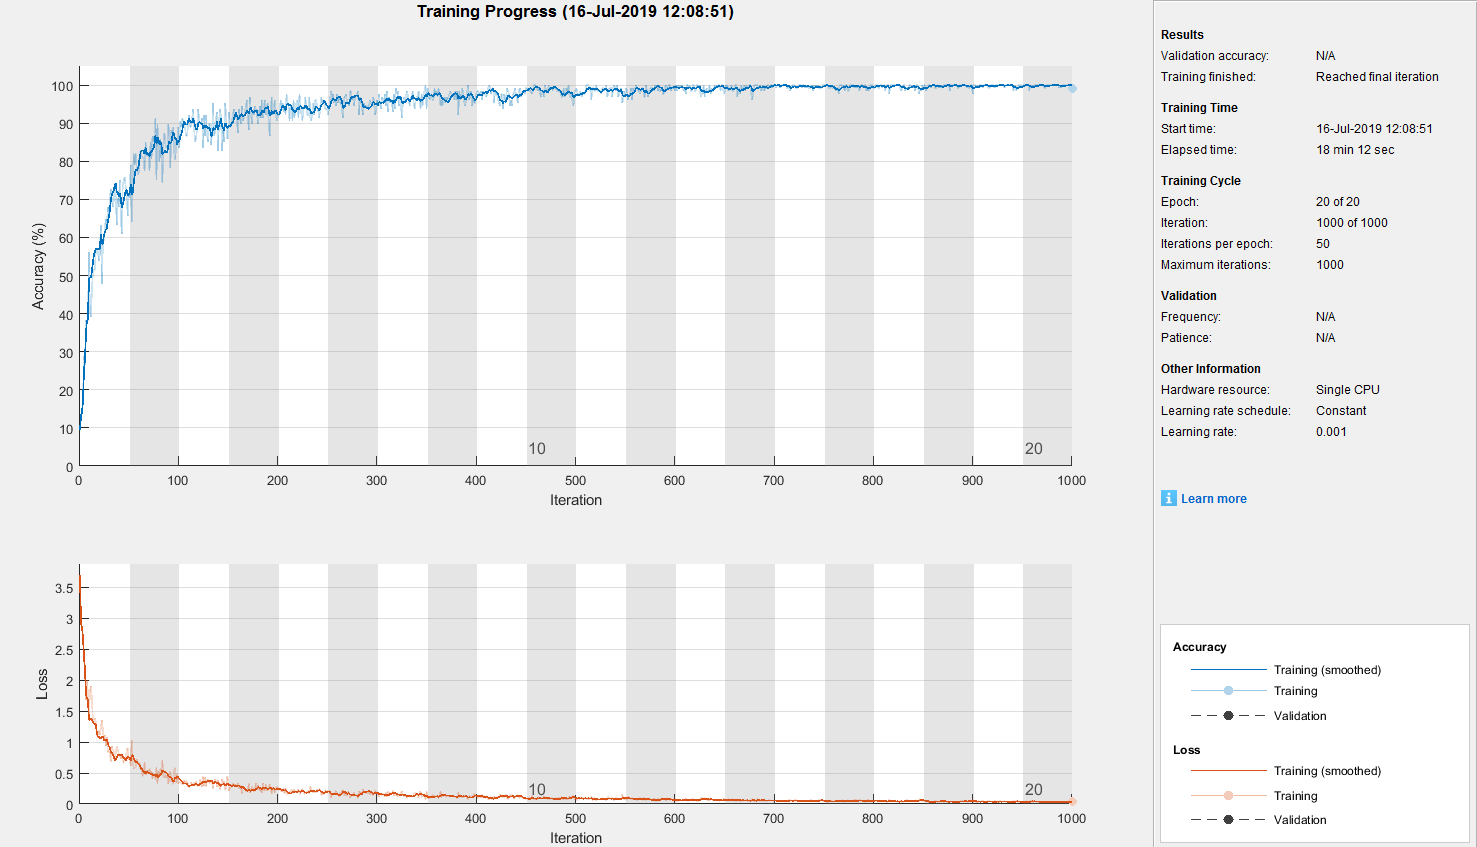 Training Progress (16-Jul-2019 12:08:51)
Accuracy (%)
100
90
80
70
60
50
40
30
20
10
0
10
20
0 100 200 300 400 500 600 700 800 900 1000
Iteration
Loss
3.5
3
2.5
2
1.5
1
0.5
0
10
20
0 100 200 300 400 500 600 700 800 900 1000
Iteration
Results
Validation accuracy: N/A
Training finished: Reached final iteration
Training Time
Start time: 16-Jul-2019 12:08:51
Elapsed time: 18 min 12 sec
Training Cycle
Epoch: 20 of 20
Iteration: 1000 of 1000
Iterations per epoch: 50
Maximum iterations: 1000
Validation
Frequency: N/A
Patience: N/A
Other Information
Hardware resource: Single CPU
Learning rate schedule: Constant
Learning rate: 0.001
i Learn more
Accuracy
Training (smoothed)
Training
Validation
Loss
Training (smoothed)
Training
Validation